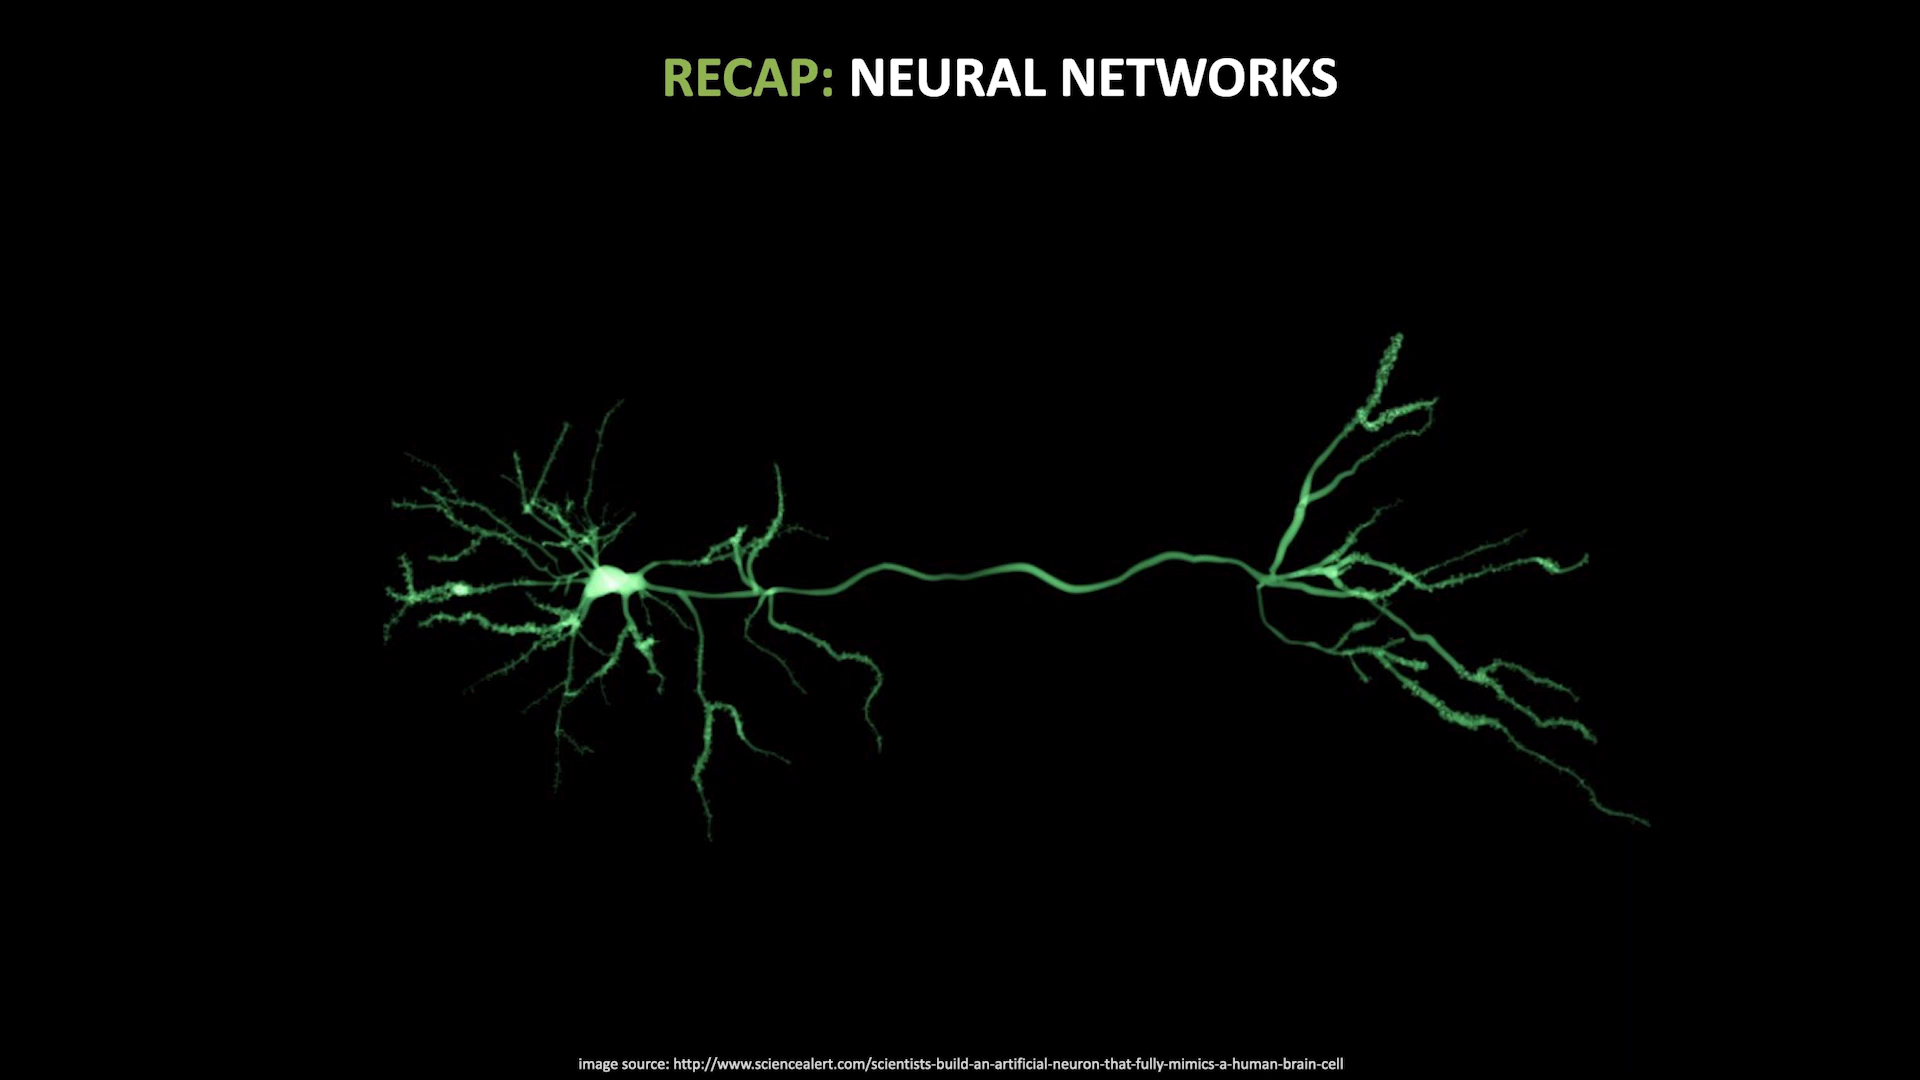 RECAP: NEURAL NETWORKS
image source: http://www.sciencealert.com/scientists-build-an-artificial-neuron-that-fully-mimics-a-human-brain-cell